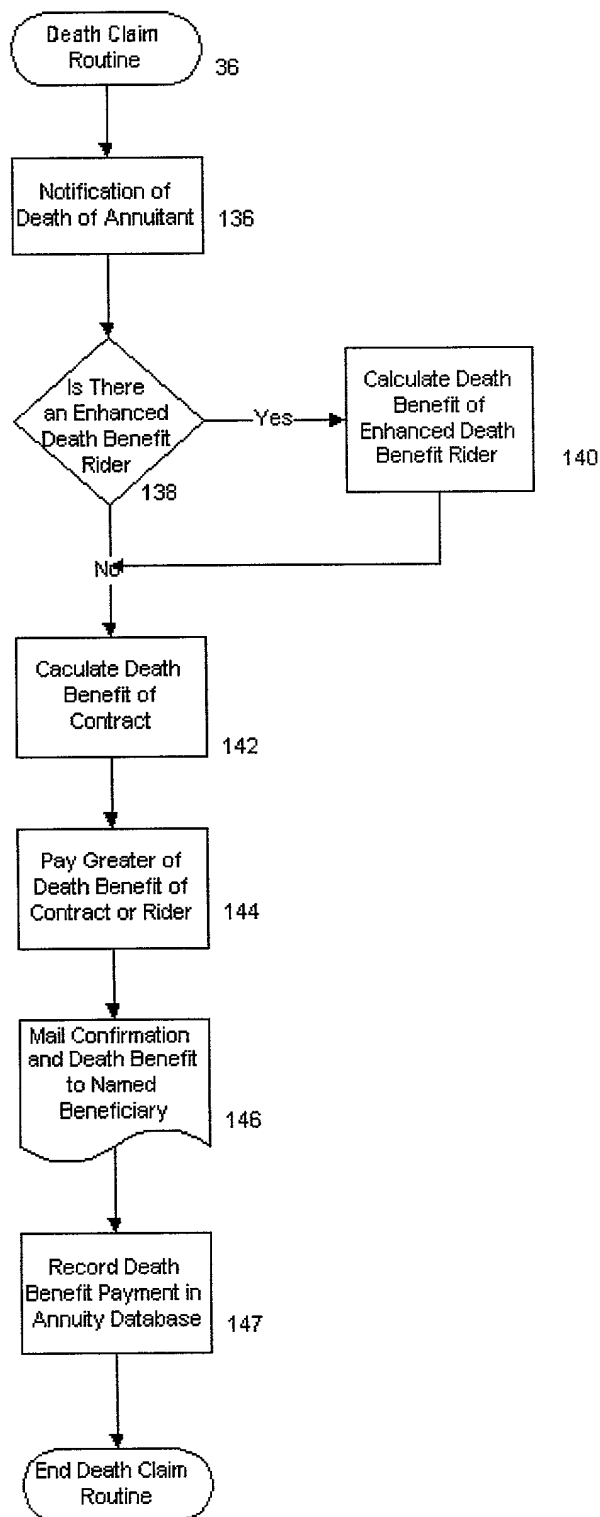 Death Claim
Routine
36
Notification of
Death of Annuitant
136
Is There
an Enhanced
Death Benefit
Rider
138
Yes
Calculate Death
Benefit of
Enhanced Death
Benefit Rider
140
No
Caculate Death
Benefit of
Contract
142
Pay Greater of
Death Benefit of
Contract or Rider
144
Mail Confirmation
and Death Benefit
to Named
Beneficiary
146
Record Death
Benefit Payment in
Annuity Database
147
End Death Claim
Routine